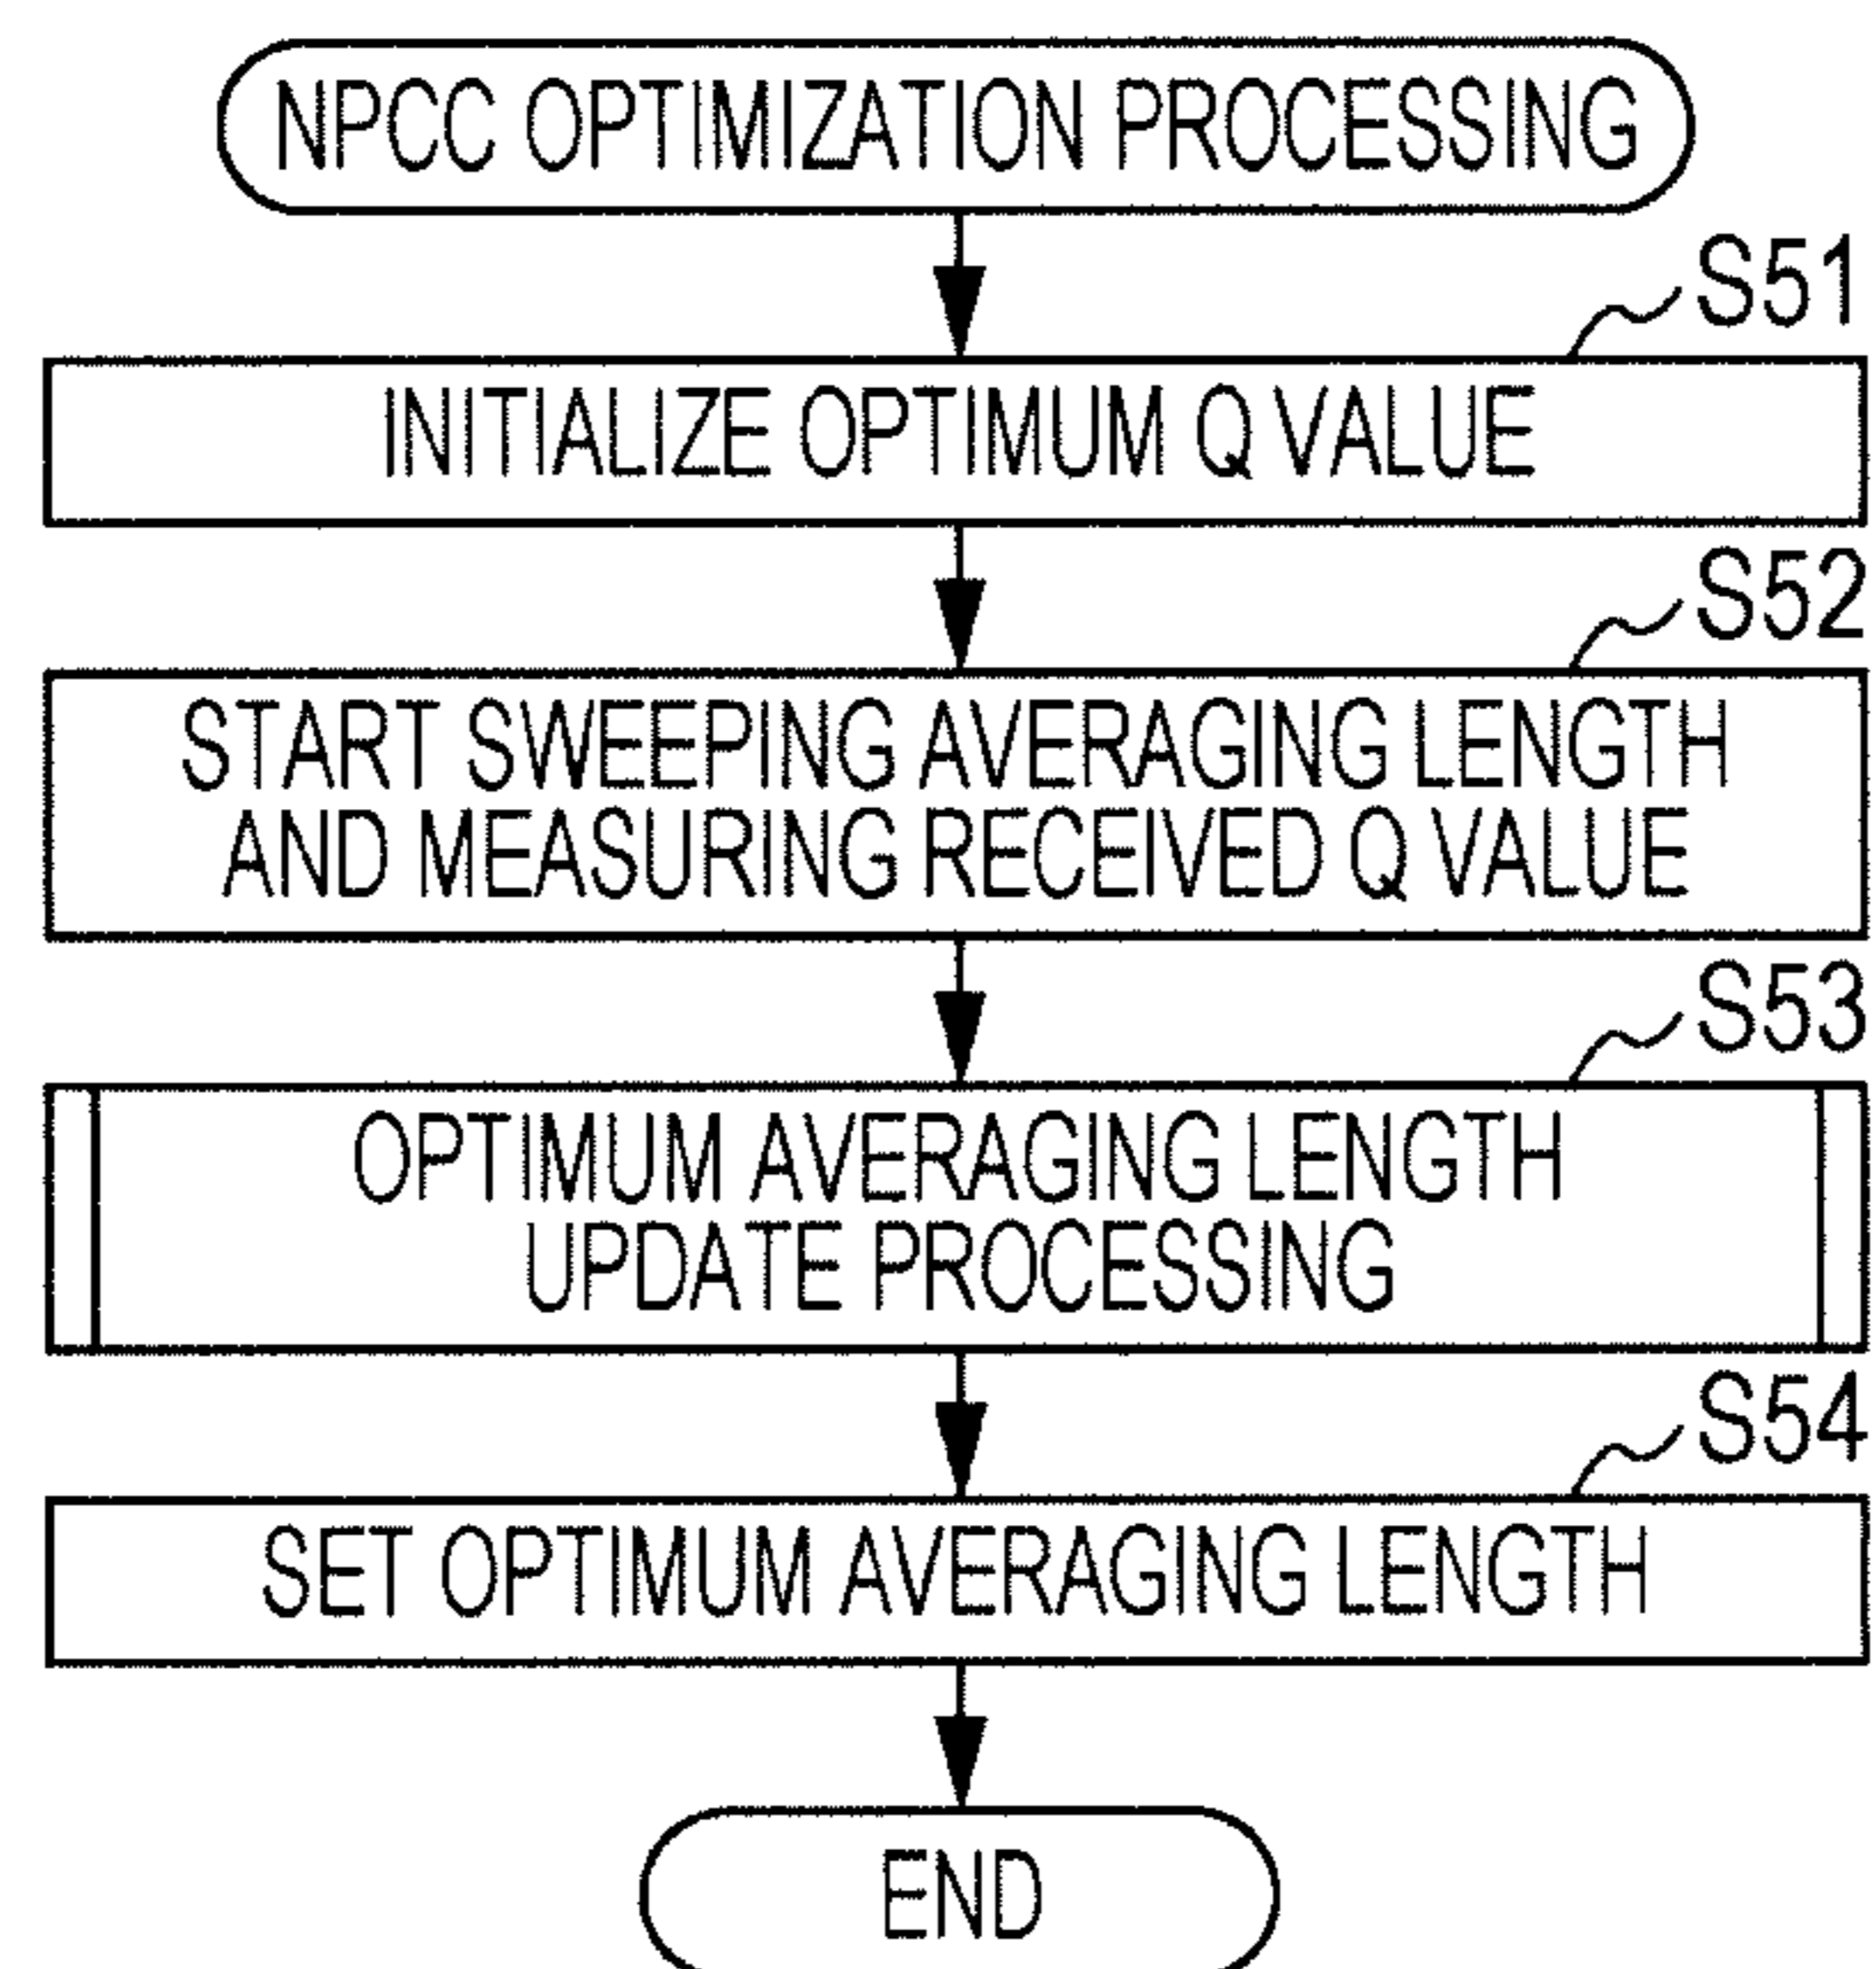 NPCC OPTIMIZATION PROCESSING
S51
INITIALIZE OPTIMUM Q VALUE
S52
START SWEEPING AVERAGING LENGTH
AND MEASURING RECEIVED Q VALUE
S53
OPTIMUM AVERAGING LENGTH
UPDATE PROCESSING
S54
SET OPTIMUM AVERAGING LENGTH
END